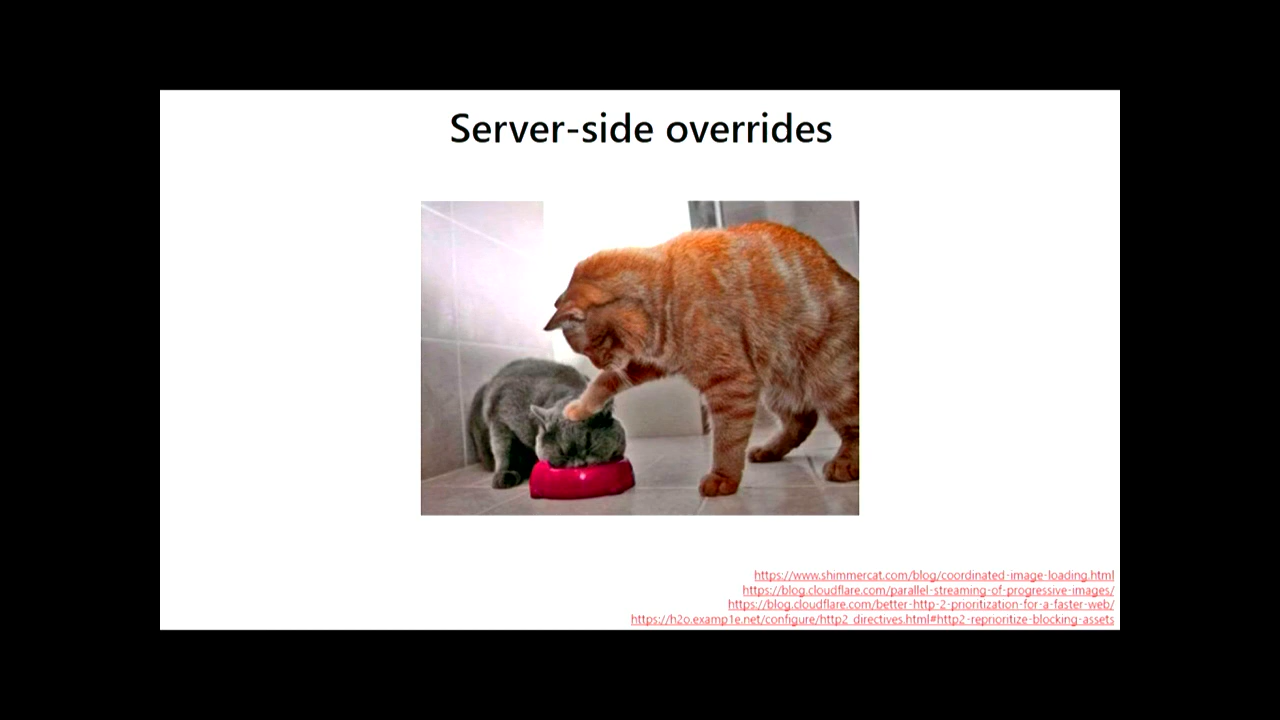 Server-side overrides
https://www.shimmercat.com/blog/coordinated-image-loading.html
https://blog.cloudflare.com/parallel-streaming-of-progressive-images/
https://blog.cloudflare.com/better-http-2-prioritization-for-a-faster-web/
https://h2o.examp1e.net/configure/http2_directives.html#http2-reprioritize-blocking-assets